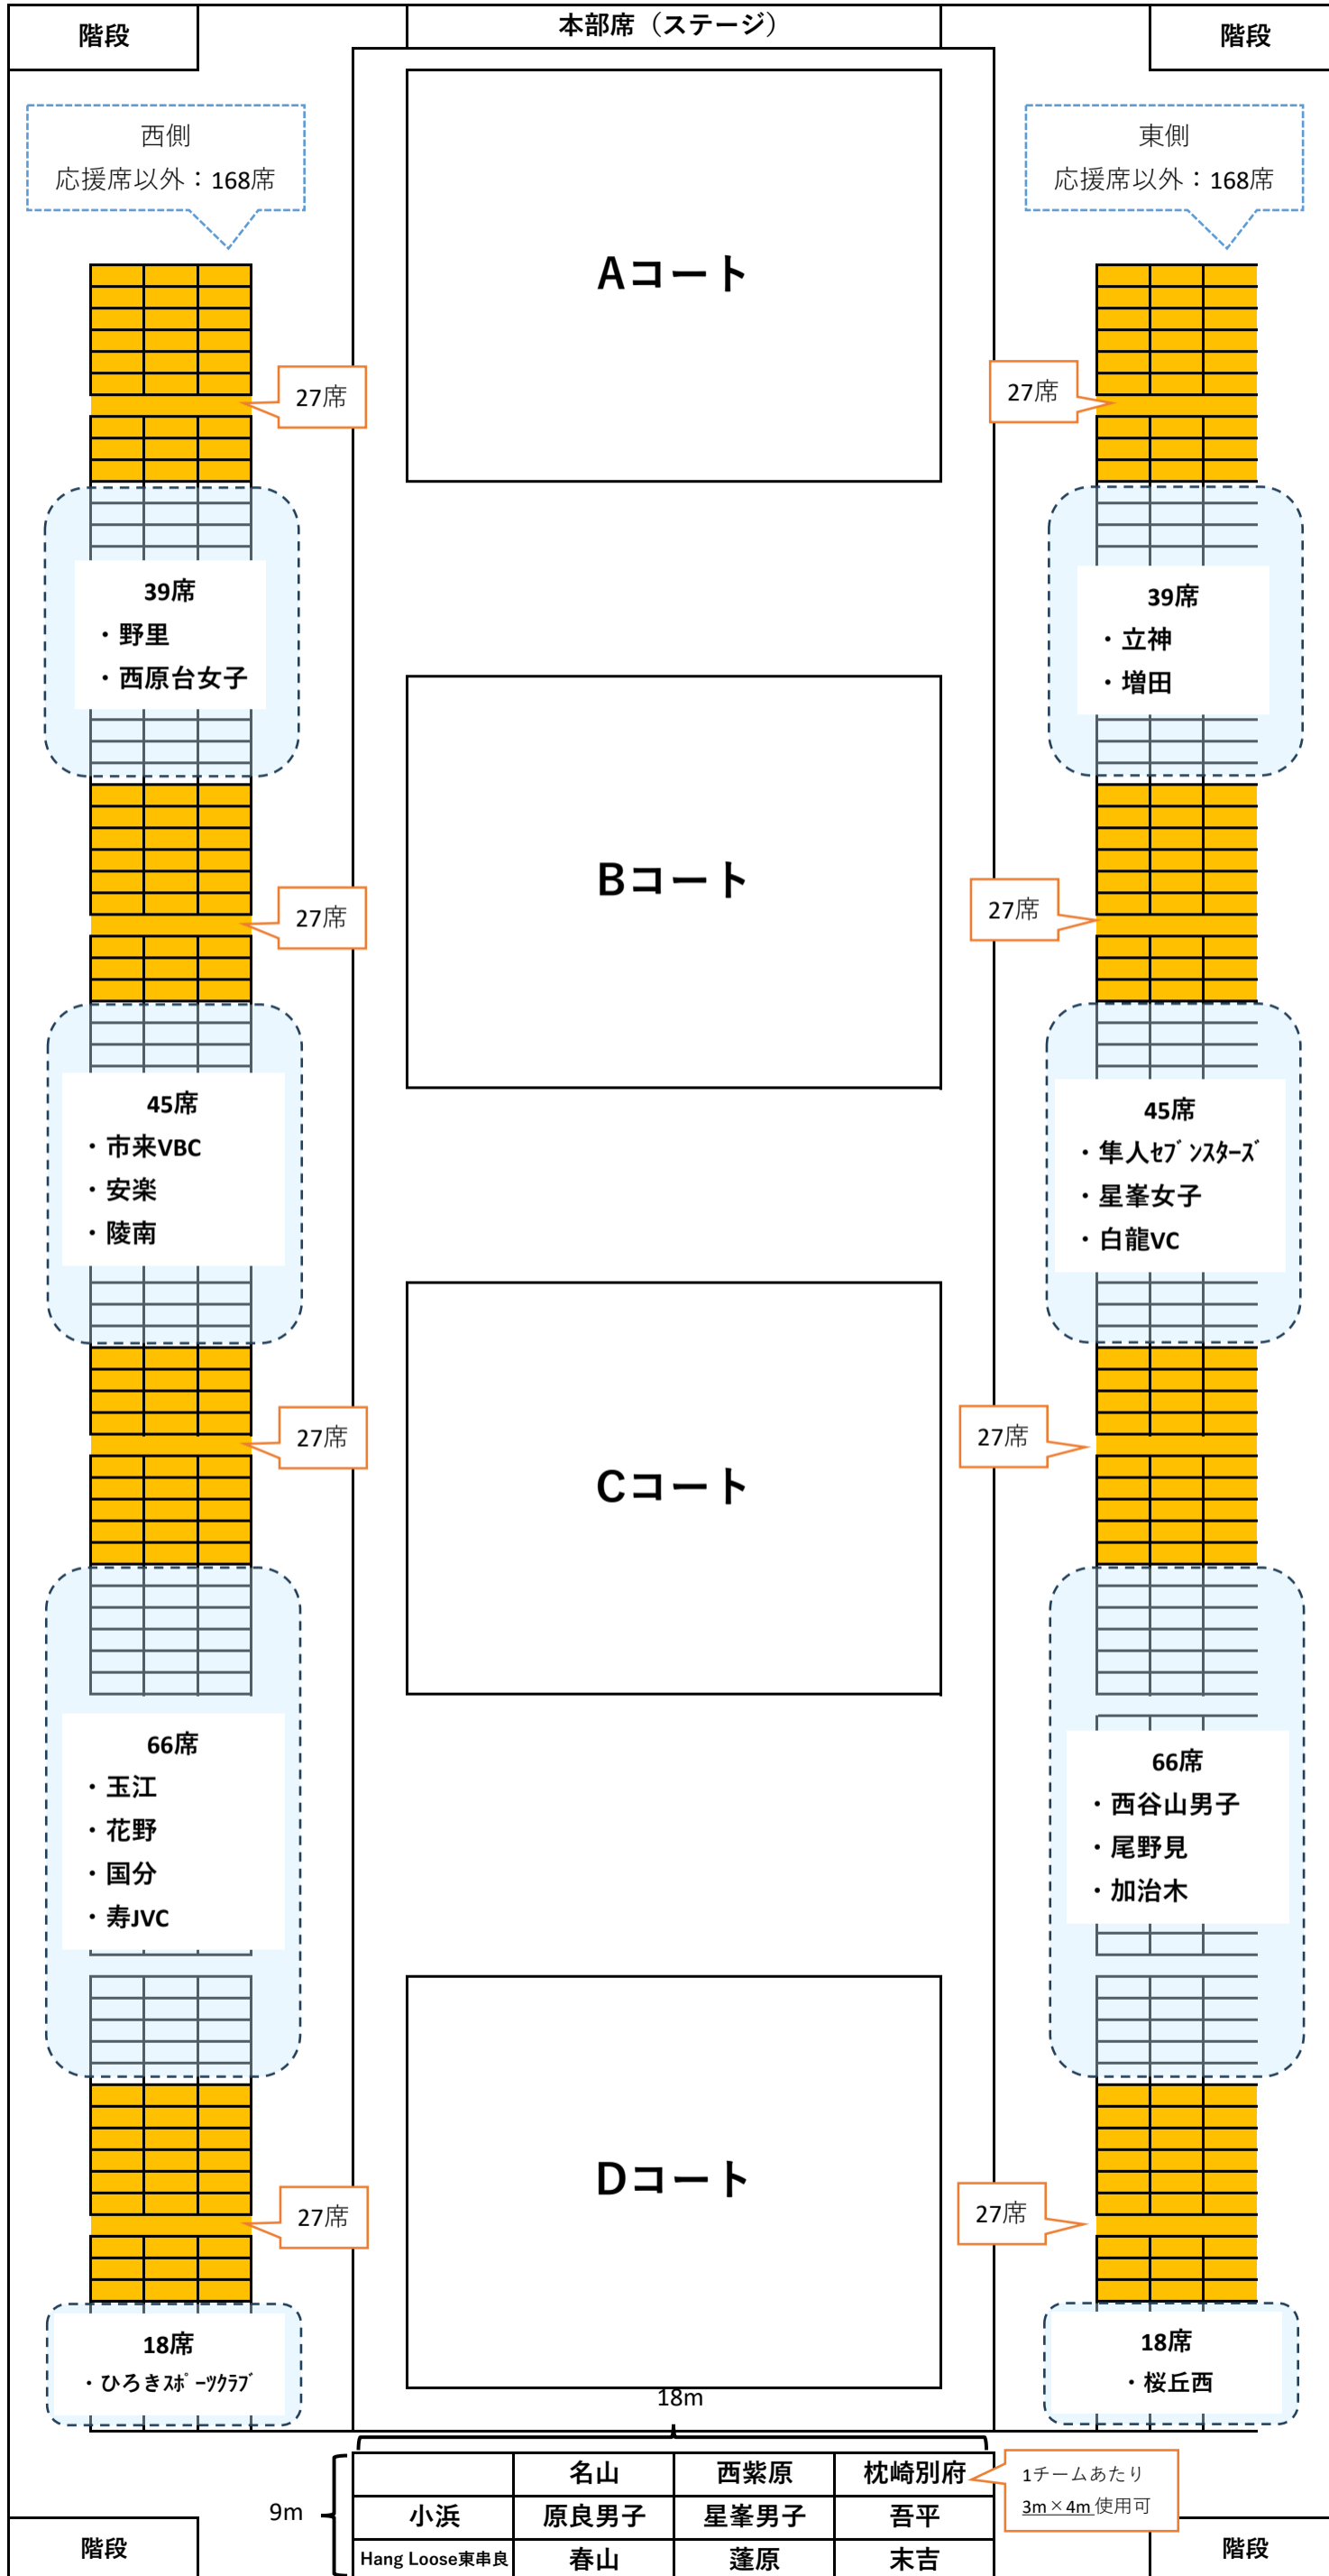 階段
本部席（ステージ）
階段
西側
応援席以外：168席
東側
応援席以外：168席
Aコート
27席
27席
39席
・野里
・西原台女子
39席
・立神
・増田
Bコート
27席
27席
45席
・市来VBC
・安楽
・陵南
45席
・隼人ｾﾌﾞﾝｽﾀｰｽﾞ
・星峯女子
・白龍VC
Cコート
27席
27席
66席
・玉江
・花野
・国分
・寿JVC
66席
・西谷山男子
・尾野見
・加治木
Dコート
27席
27席
18席
・ひろきｽﾎﾟｰﾂｸﾗﾌﾞ
18席
・桜丘西
18m
9m
名山 西紫原 枕崎別府
小浜 原良男子 星峯男子 吾平
Hang Loose東串良 春山 蓬原 末吉
1チームあたり
3m×4m使用可
階段
階段